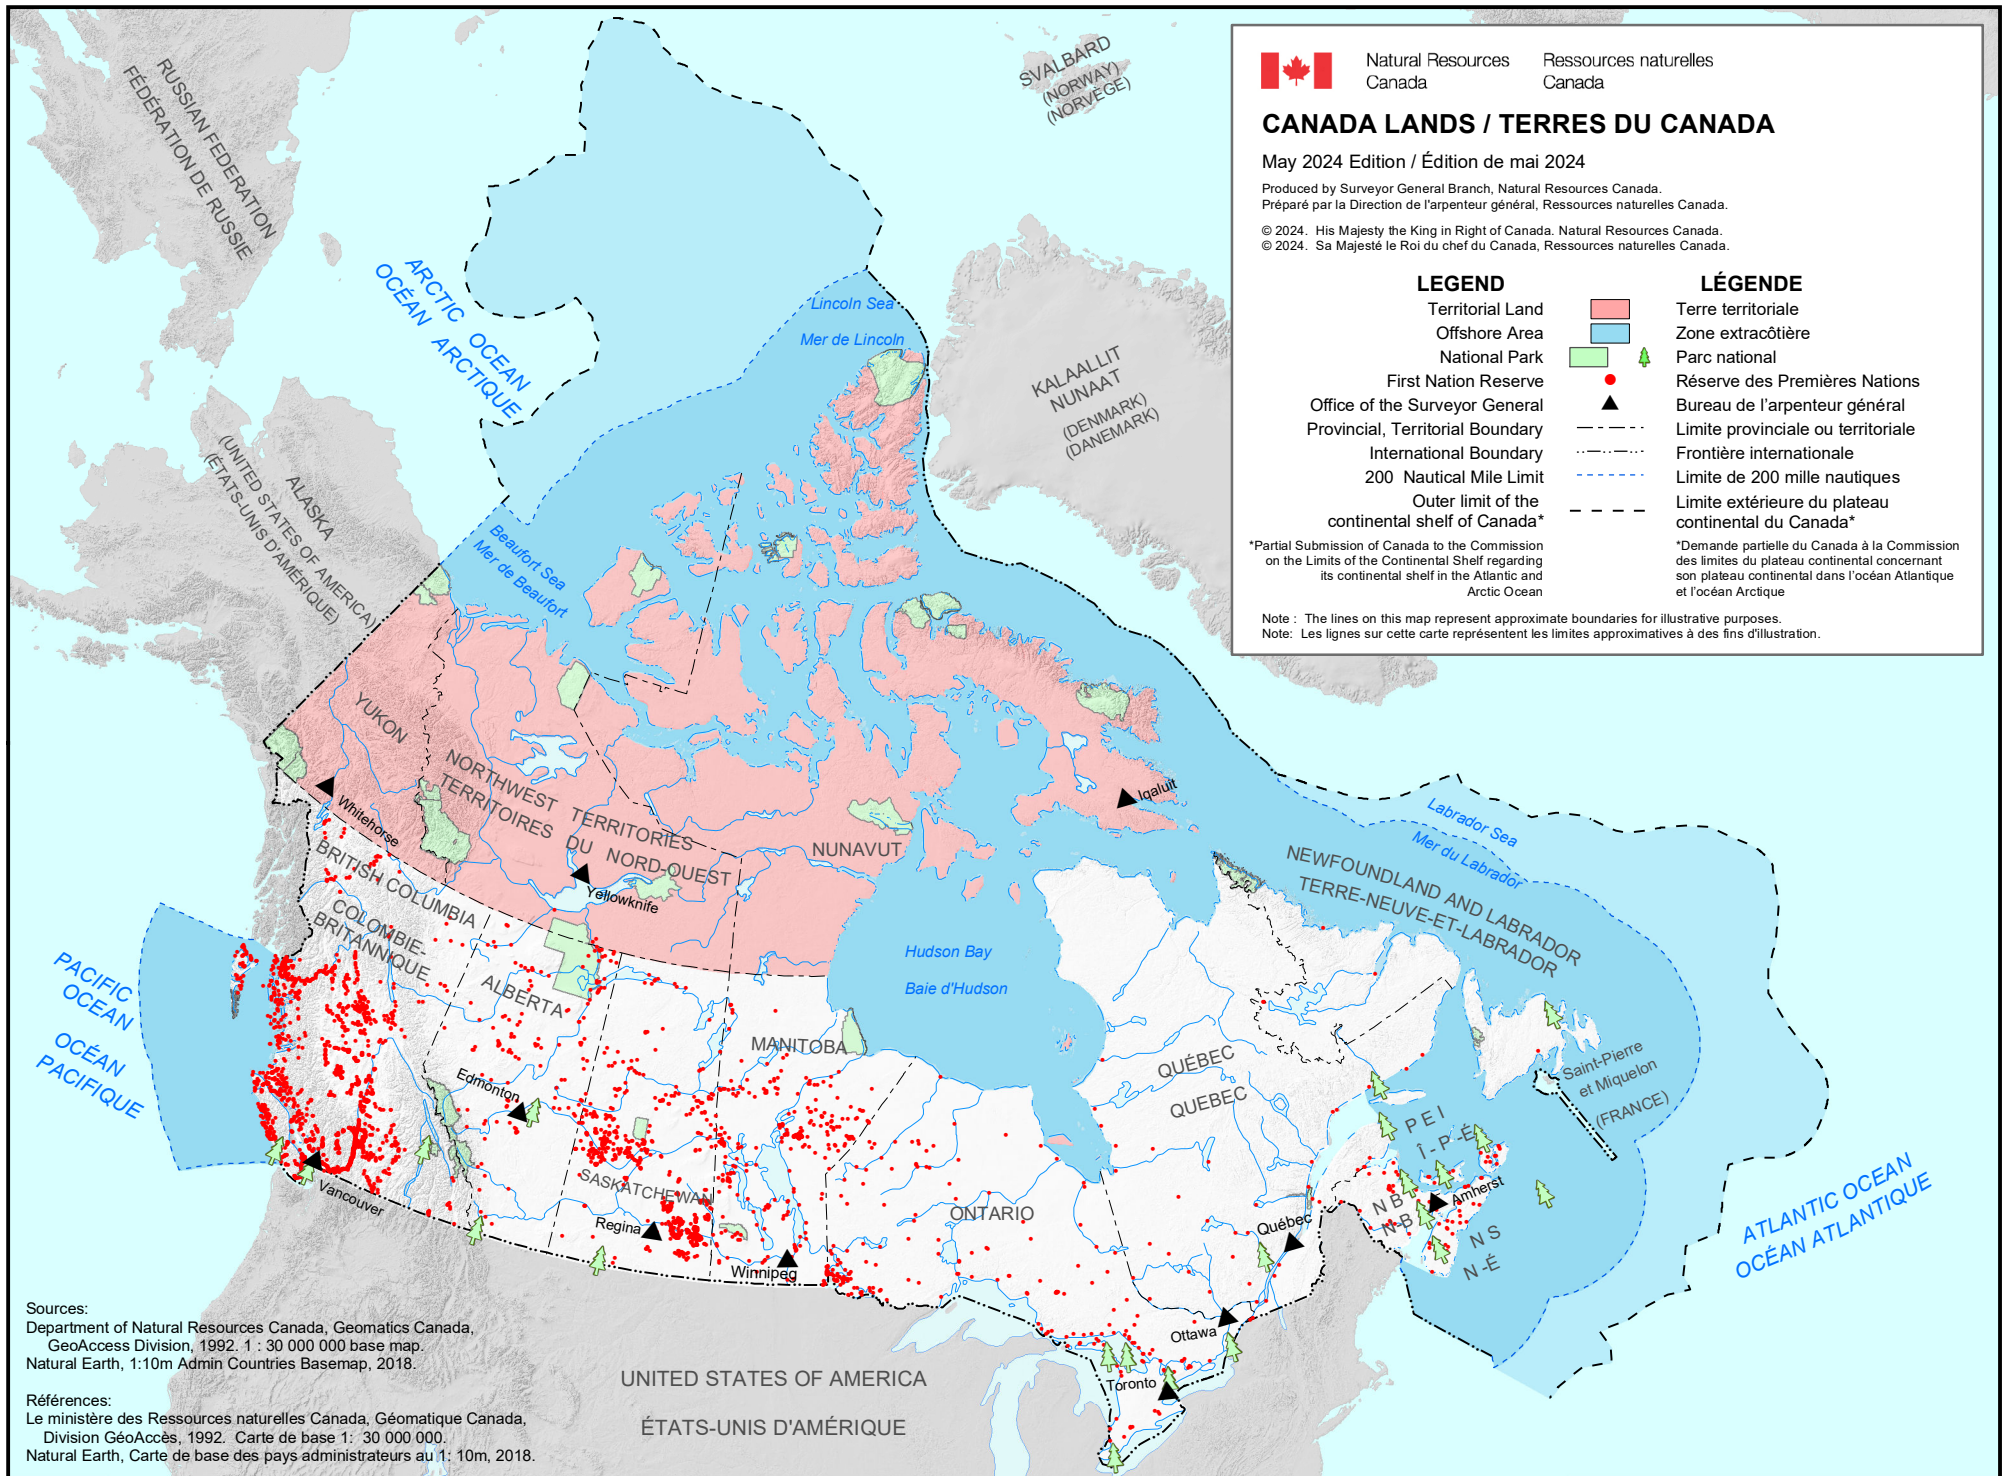 Natural Resources
Canada
Ressources naturelles
Canada
CANADA LANDS / TERRES DU CANADA
May 2024 Edition / Édition de mai 2024
Produced by Surveyor General Branch, Natural Resources Canada.
Préparé par la Direction de l'arpenteur général, Ressources naturelles Canada.
© 2024. His Majesty the King in Right of Canada. Natural Resources Canada.
© 2024. Sa Majesté le Roi du chef du Canada, Ressources naturelles Canada.
LEGEND LÉGENDE
Territorial Land Terre territoriale
Offshore Area Zone extracôtière
National Park Parc national
First Nation Reserve Réserve des Premières Nations
Office of the Surveyor General Bureau de l'arpenteur général
Provincial, Territorial Boundary Limite provinciale ou territoriale
International Boundary Frontière internationale
200 Nautical Mile Limit Limite de 200 mille nautiques
Outer limit of the
continental shelf of Canada*
Limite extérieure du plateau
continental du Canada*
*Partial Submission of Canada to the Commission
on the Limits of the Continental Shelf regarding
its continental shelf in the Atlantic and
Arctic Ocean
*Demande partielle du Canada à la Commission
des limites du plateau continental concernant
son plateau continental dans l'océan Atlantique
et l'océan Arctique
Note : The lines on this map represent approximate boundaries for illustrative purposes.
Note: Les lignes sur cette carte représentent les limites approximatives à des fins d'illustration.
RUSSIAN FEDERATION
FÉDÉRATION DE RUSSIE
SVALBARD
(NORWAY)
(NORVÈGE)
ARCTIC OCEAN
OCÉAN ARCTIQUE
Lincoln Sea
Mer de Lincoln
KALAALLIT
NUNAAT
(DENMARK)
(DANEMARK)
ALASKA
(UNITED STATES OF AMERICA)
(ÉTATS-UNIS D'AMÉRIQUE)
Beaufort Sea
Mer de Beaufort
YUKON
NORTHWEST TERRITORIES
TERRITOIRES DU NORD-OUEST
NUNAVUT
Iqaluit
Whitehorse
Yellowknife
Labrador Sea
Mer du Labrador
NEWFOUNDLAND AND LABRADOR
TERRE-NEUVE-ET-LABRADOR
BRITISH COLUMBIA
COLOMBIE-
BRITANNIQUE
ALBERTA
Hudson Bay
Baie d'Hudson
PACIFIC
OCEAN
OCÉAN
PACIFIQUE
MANITOBA
QUÉBEC
QUEBEC
Edmonton
Saint-Pierre
et Miquelon
(FRANCE)
P E I
Î - P -É
SASKATCHEWAN
Vancouver
Regina
Winnipeg
ONTARIO
Québec
N B
N-B
Amherst
N S
N -É
ATLANTIC OCEAN
OCÉAN ATLANTIQUE
Ottawa
Toronto
UNITED STATES OF AMERICA
ÉTATS-UNIS D'AMÉRIQUE
Sources:
Department of Natural Resources Canada, Geomatics Canada,
GeoAccess Division, 1992. 1 : 30 000 000 base map.
Natural Earth, 1:10m Admin Countries Basemap, 2018.
Références:
Le ministère des Ressources naturelles Canada, Géomatique Canada,
Division GéoAccès, 1992. Carte de base 1: 30 000 000.
Natural Earth, Carte de base des pays administrateurs au 1: 10m, 2018.